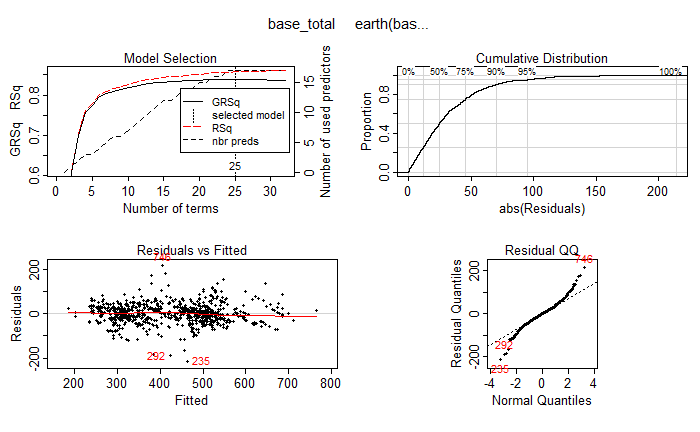 base_total earth(bas...
Model Selection
GRSq RSq
0.6 0.7 0.8
GRSq
selected model
RSq
nbr preds
25
0 5 10 15
Number of used predictors
0 5 10 15 20 25 30
Number of terms
Cumulative Distribution
Proportion
0.0 0.4 0.8
0% 50% 75% 90% 95% 100%
0 50 100 150 200
abs(Residuals)
Residuals vs Fitted
Residuals
-200 0 200
746
292
235
200 300 400 500 600 700 800
Fitted
Residual QQ
Residual Quantiles
-200 0 200
746
292
235
-4 -2 0 2 4
Normal Quantiles